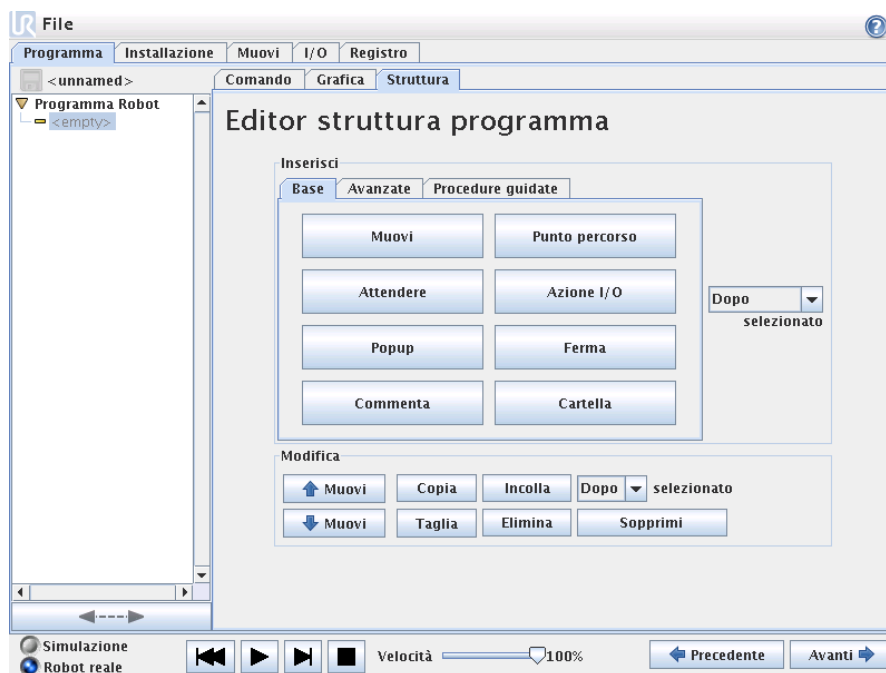 UR File ?
Programma Installazione Muovi I/O Registro
<unnamed> Comando Grafica Struttura
Programma Robot
<empty>
Editor struttura programma
Inserisci
Base Avanzate Procedure guidate
Muovi Punto percorso
Attendere Azione I/O
Dopo
selezionato
Popup Ferma
Commenta Cartella
Modifica
Muovi Copia Incolla Dopo selezionato
Muovi Taglia Elimina Sopprimi
Simulazione
Robot reale
Velocità 100% Precedente Avanti